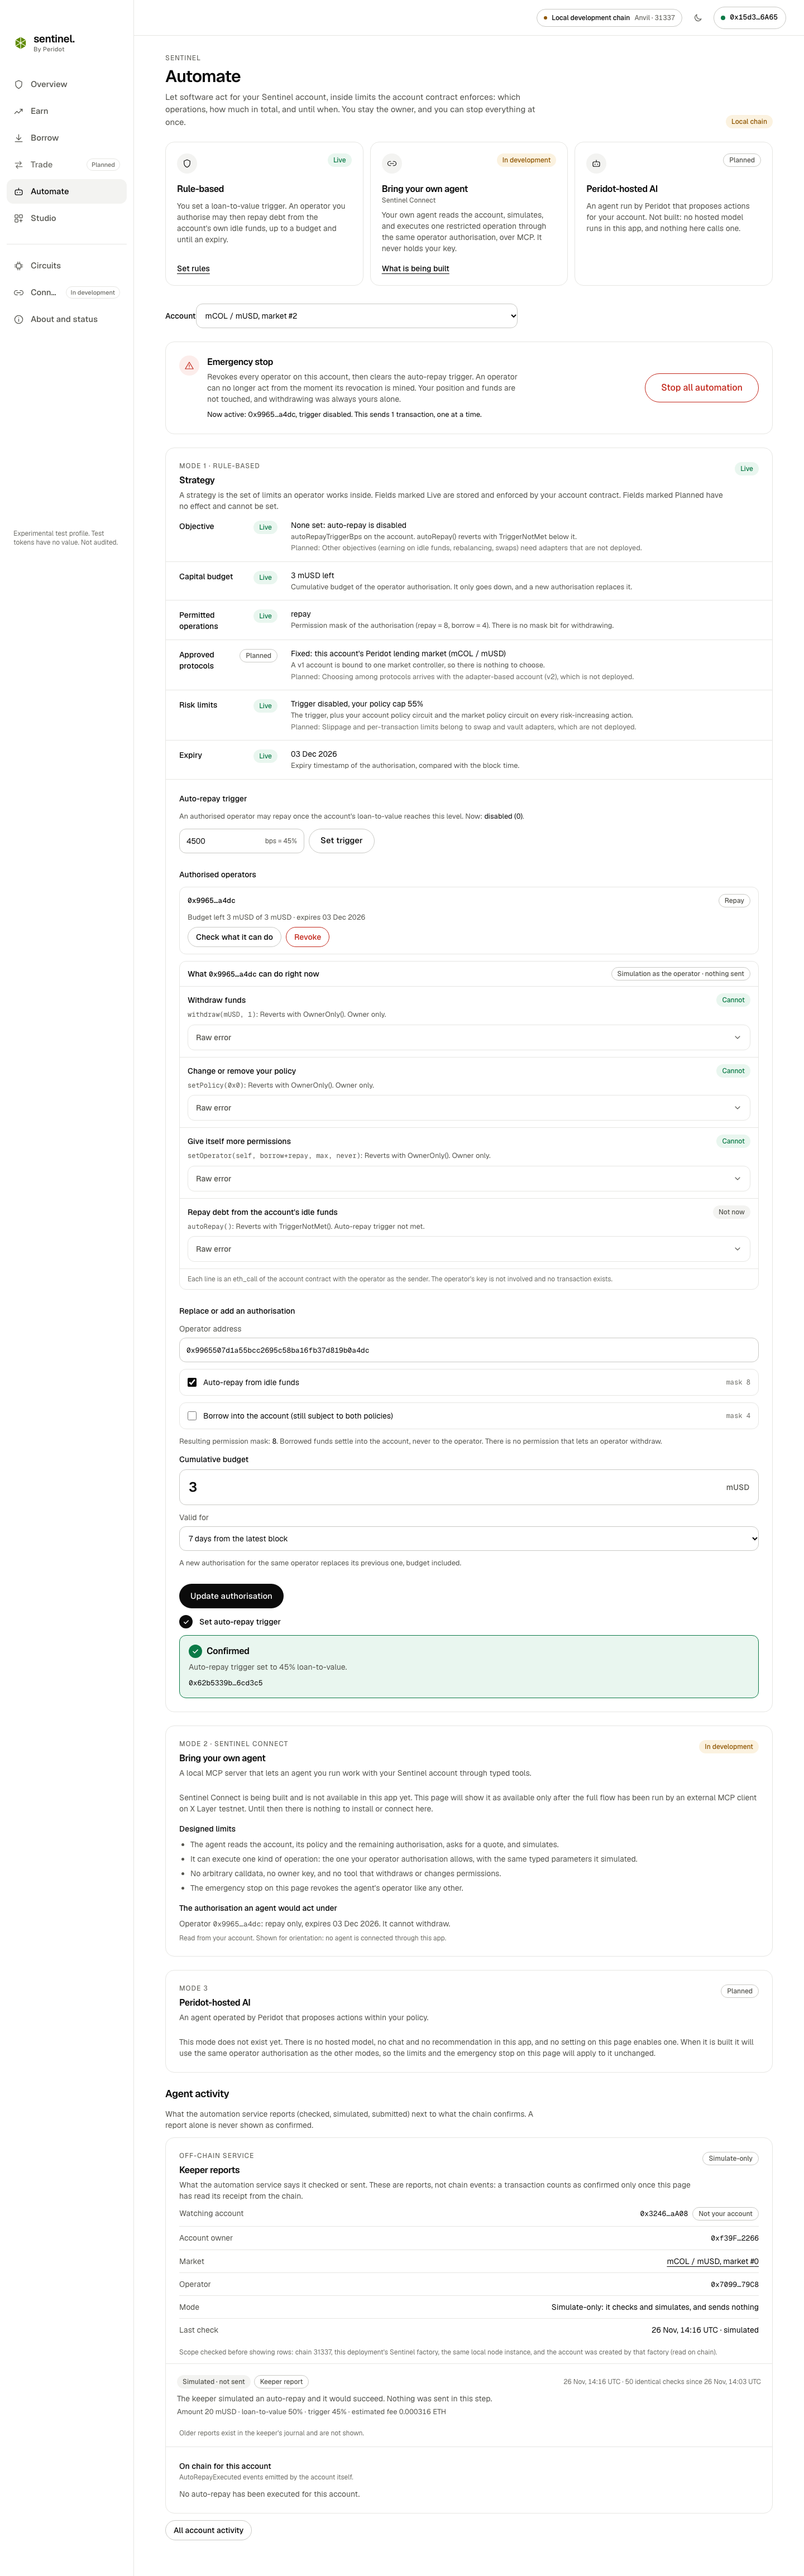 Local development chain Anvil · 31337
0x15d3…6A65
sentinel.
By Peridot
Overview
Earn
Borrow
Trade Planned
Automate
Studio
Circuits
Conn... In development
About and status
Experimental test profile. Test
tokens have no value. Not audited.
SENTINEL
Automate
Let software act for your Sentinel account, inside limits the account contract enforces: which
operations, how much in total, and until when. You stay the owner, and you can stop everything at
once.
Local chain
Live
Rule-based
You set a loan-to-value trigger. An operator you
authorise may then repay debt from the
account's own idle funds, up to a budget and
until an expiry.
Set rules
In development
Bring your own agent
Sentinel Connect
Your own agent reads the account, simulates,
and executes one restricted operation through
the same operator authorisation, over MCP. It
never holds your key.
What is being built
Planned
Peridot-hosted AI
An agent run by Peridot that proposes actions
for your account. Not built: no hosted model
runs in this app, and nothing here calls one.
Account mCOL / mUSD, market #2
Emergency stop
Revokes every operator on this account, then clears the auto-repay trigger. An operator
can no longer act from the moment its revocation is mined. Your position and funds are
not touched, and withdrawing was always yours alone.
Now active: 0x9965…a4dc, trigger disabled. This sends 1 transaction, one at a time.
Stop all automation
MODE 1 · RULE-BASED
Live
Strategy
A strategy is the set of limits an operator works inside. Fields marked Live are stored and enforced by your account contract. Fields marked Planned have
no effect and cannot be set.
Objective Live None set: auto-repay is disabled
autoRepayTriggerBps on the account. autoRepay() reverts with TriggerNotMet below it.
Planned: Other objectives (earning on idle funds, rebalancing, swaps) need adapters that are not deployed.
Capital budget Live 3 mUSD left
Cumulative budget of the operator authorisation. It only goes down, and a new authorisation replaces it.
Permitted operations Live repay
Permission mask of the authorisation (repay = 8, borrow = 4). There is no mask bit for withdrawing.
Approved protocols Planned Fixed: this account's Peridot lending market (mCOL / mUSD)
A v1 account is bound to one market controller, so there is nothing to choose.
Planned: Choosing among protocols arrives with the adapter-based account (v2), which is not deployed.
Risk limits Live Trigger disabled, your policy cap 55%
The trigger, plus your account policy circuit and the market policy circuit on every risk-increasing action.
Planned: Slippage and per-transaction limits belong to swap and vault adapters, which are not deployed.
Expiry Live 03 Dec 2026
Expiry timestamp of the authorisation, compared with the block time.
Auto-repay trigger
An authorised operator may repay once the account's loan-to-value reaches this level. Now: disabled (0).
4500 bps = 45% Set trigger
Authorised operators
0x9965…a4dc Repay
Budget left 3 mUSD of 3 mUSD · expires 03 Dec 2026
Check what it can do Revoke
What 0x9965…a4dc can do right now Simulation as the operator · nothing sent
Withdraw funds Cannot
withdraw(mUSD, 1): Reverts with OwnerOnly(). Owner only.
Raw error
Change or remove your policy Cannot
setPolicy(0x0): Reverts with OwnerOnly(). Owner only.
Raw error
Give itself more permissions Cannot
setOperator(self, borrow+repay, max, never): Reverts with OwnerOnly(). Owner only.
Raw error
Repay debt from the account's idle funds Not now
autoRepay(): Reverts with TriggerNotMet(). Auto-repay trigger not met.
Raw error
Each line is an eth_call of the account contract with the operator as the sender. The operator's key is not involved and no transaction exists.
Replace or add an authorisation
Operator address
0x9965507d1a55bcc2695c58ba16fb37d819b0a4dc
Auto-repay from idle funds mask 8
Borrow into the account (still subject to both policies) mask 4
Resulting permission mask: 8. Borrowed funds settle into the account, never to the operator. There is no permission that lets an operator withdraw.
Cumulative budget
3 mUSD
Valid for
7 days from the latest block
A new authorisation for the same operator replaces its previous one, budget included.
Update authorisation
Set auto-repay trigger
Confirmed
Auto-repay trigger set to 45% loan-to-value.
0x62b5339b…6cd3c5
MODE 2 · SENTINEL CONNECT
In development
Bring your own agent
A local MCP server that lets an agent you run work with your Sentinel account through typed tools.
Sentinel Connect is being built and is not available in this app yet. This page will show it as available only after the full flow has been run by an external MCP client
on X Layer testnet. Until then there is nothing to install or connect here.
Designed limits
• The agent reads the account, its policy and the remaining authorisation, asks for a quote, and simulates.
• It can execute one kind of operation: the one your operator authorisation allows, with the same typed parameters it simulated.
• No arbitrary calldata, no owner key, and no tool that withdraws or changes permissions.
• The emergency stop on this page revokes the agent's operator like any other.
The authorisation an agent would act under
Operator 0x9965…a4dc: repay only, expires 03 Dec 2026. It cannot withdraw.
Read from your account. Shown for orientation: no agent is connected through this app.
MODE 3
Planned
Peridot-hosted AI
An agent operated by Peridot that proposes actions within your policy.
This mode does not exist yet. There is no hosted model, no chat and no recommendation in this app, and no setting on this page enables one. When it is built it will
use the same operator authorisation as the other modes, so the limits and the emergency stop on this page will apply to it unchanged.
Agent activity
What the automation service reports (checked, simulated, submitted) next to what the chain confirms. A
report alone is never shown as confirmed.
OFF-CHAIN SERVICE
Simulate-only
Keeper reports
What the automation service says it checked or sent. These are reports, not chain events: a transaction counts as confirmed only once this page
has read its receipt from the chain.
Watching account 0x3246…aA08 Not your account
Account owner 0xf39F…2266
Market mCOL / mUSD, market #0
Operator 0x7099…79C8
Mode Simulate-only: it checks and simulates, and sends nothing
Last check 26 Nov, 14:16 UTC · simulated
Scope checked before showing rows: chain 31337, this deployment's Sentinel factory, the same local node instance, and the account was created by that factory (read on chain).
Simulated · not sent Keeper report 26 Nov, 14:16 UTC · 50 identical checks since 26 Nov, 14:03 UTC
The keeper simulated an auto-repay and it would succeed. Nothing was sent in this step.
Amount 20 mUSD · loan-to-value 50% · trigger 45% · estimated fee 0.000316 ETH
Older reports exist in the keeper's journal and are not shown.
On chain for this account
AutoRepayExecuted events emitted by the account itself.
No auto-repay has been executed for this account.
All account activity